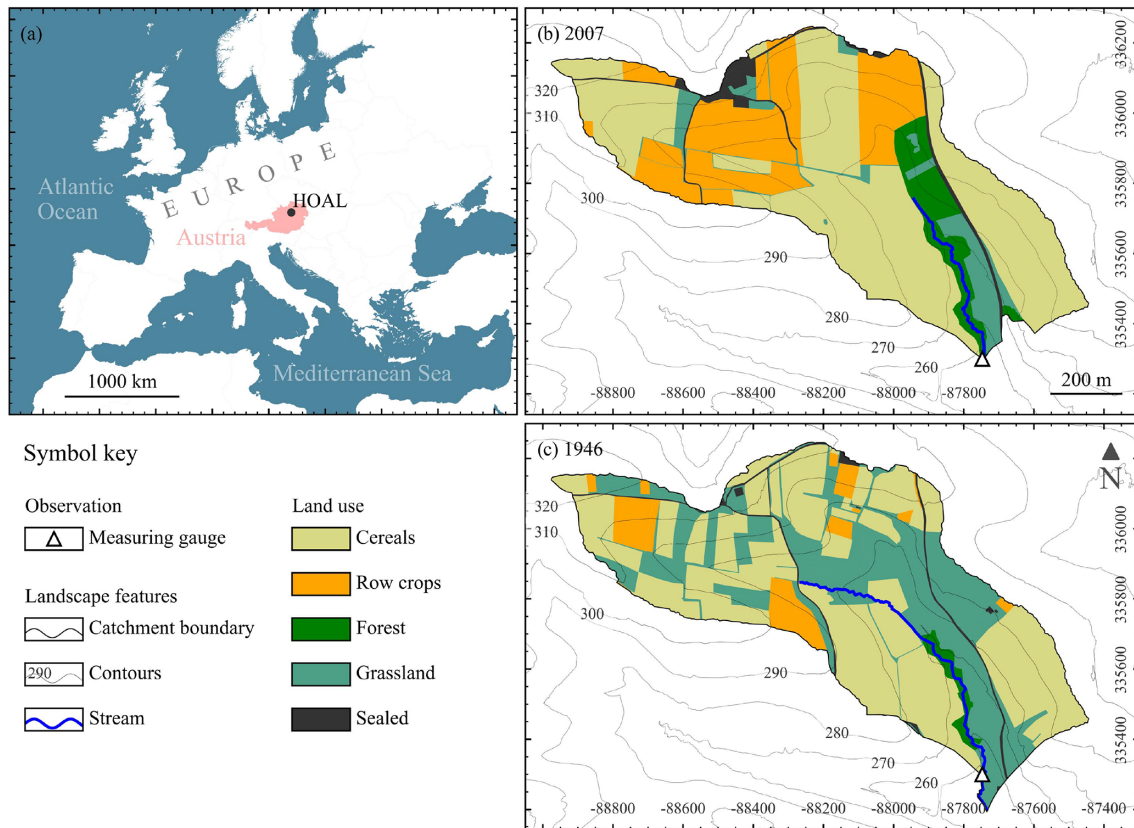 (a)
Atlantic
Ocean
E U R O P E
HOAL
Austria
1000 km
Mediterranean Sea
(b) 2007
320
310
300
290
280
270
260
200 m
-88800
-88600
-88400
-88200
-88000
-87800
336200
336000
335800
335600
335400
(c) 1946
N
320
310
300
290
280
270
260
-88800
-88600
-88400
-88200
-88000
-87800
-87600
-87400
336000
335800
335600
335400
Symbol key
Observation
Measuring gauge
Landscape features
Catchment boundary
290
Contours
Stream
Land use
Cereals
Row crops
Forest
Grassland
Sealed